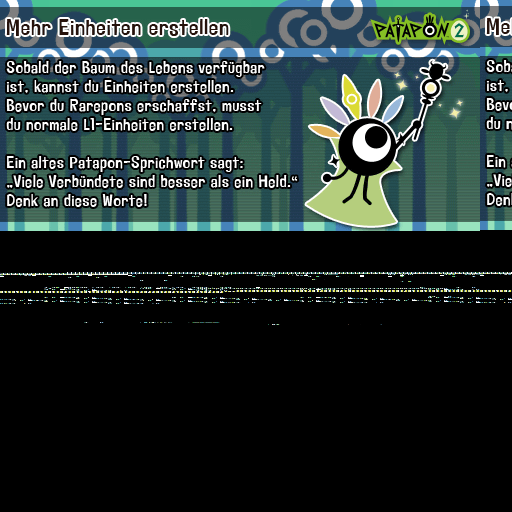 Mehr Einheiten erstellen
PATAPON 2
Sobald der Baum des Lebens verfügbar
ist, kannst du Einheiten erstellen.
Bevor du Rarepons erschaffst, musst
du normale L1-Einheiten erstellen.
Ein altes Patapon-Sprichwort sagt:
„Viele Verbündete sind besser als ein Held.“
Denk an diese Worte!